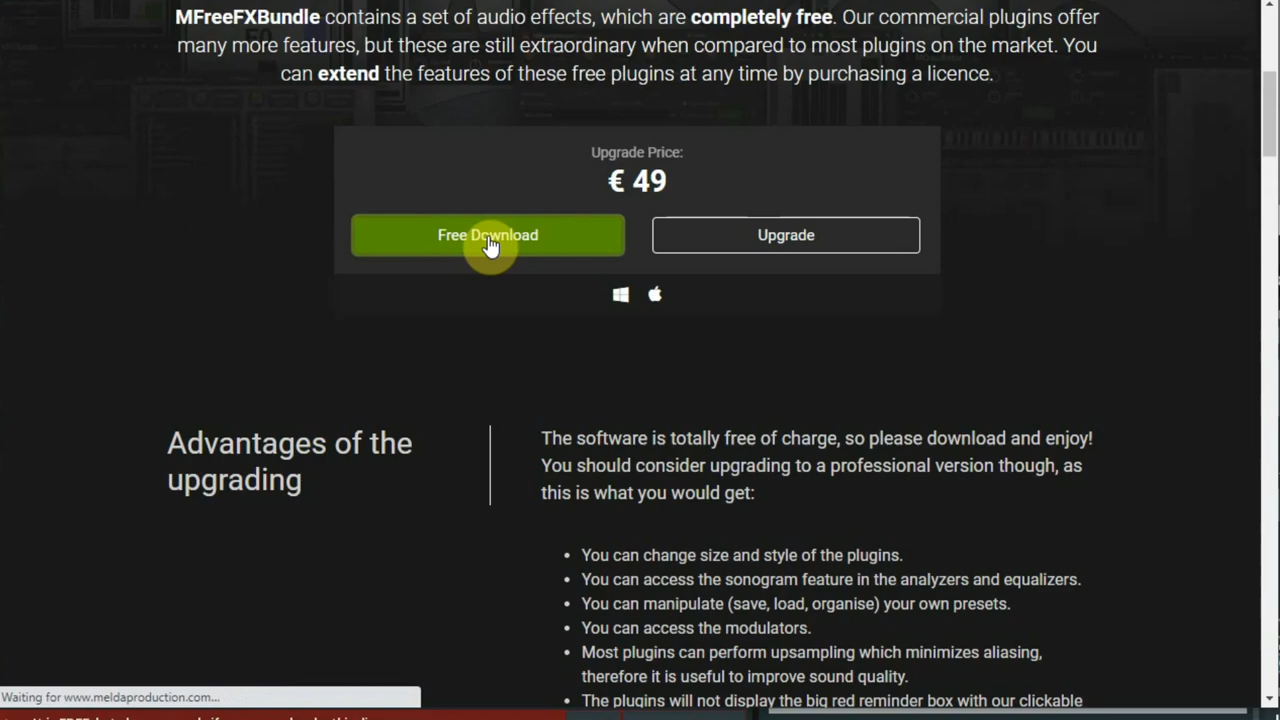 MFreeFXBundle contains a set of audio effects, which are completely free. Our commercial plugins offer
many more features, but these are still extraordinary when compared to most plugins on the market. You
can extend the features of these free plugins at any time by purchasing a licence.
Upgrade Price:
€ 49
Free Download
Upgrade
Advantages of the
upgrading
The software is totally free of charge, so please download and enjoy!
You should consider upgrading to a professional version though, as
this is what you would get:
• You can change size and style of the plugins.
• You can access the sonogram feature in the analyzers and equalizers.
• You can manipulate (save, load, organise) your own presets.
• You can access the modulators.
• Most plugins can perform upsampling which minimizes aliasing,
therefore it is useful to improve sound quality.
• The plugins will not display the big red reminder box with our clickable
Waiting for www.meldaproduction.com...